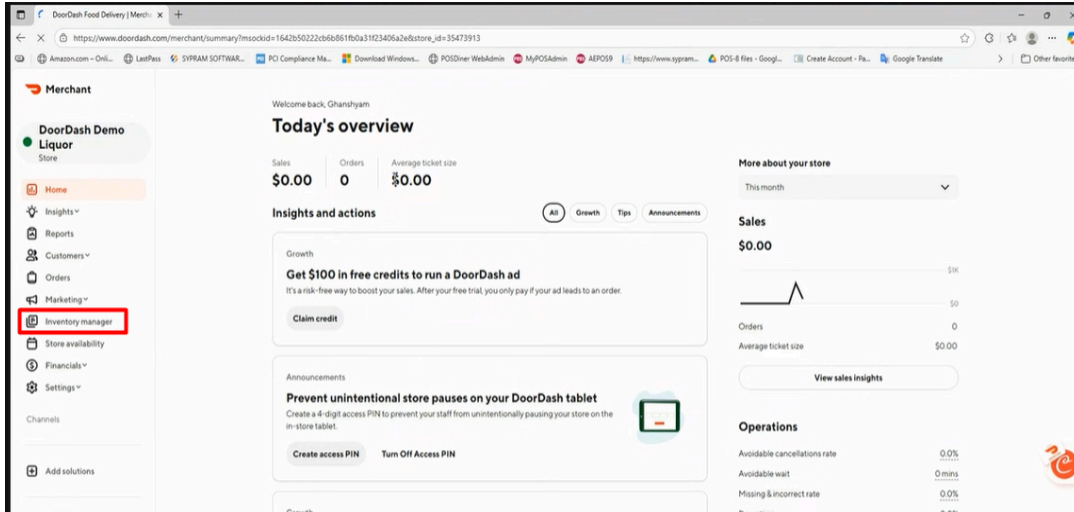 DoorDash Food Delivery | Mercha
https://www.doordash.com/merchant/summary?msockid=1642b50222cb6b861fb0a31f23406a2e&store_id=35473913
Amazon.com – Onli...
LastPass
SYPRAM SOFTWAR...
PCI Compliance Ma...
Download Windows...
POSDiner WebAdmin
MyPOSAdmin
AEPOS9
https://www.sypram...
POS-8 files - Googl...
Create Account - Pa...
Google Translate
Other favorite
Merchant
DoorDash Demo
Liquor
Store
Home
Insights
Reports
Customers
Orders
Marketing
Inventory manager
Store availability
Financials
Settings
Channels
Add solutions
Welcome back, Ghanshyam
Today's overview
Sales
Orders
Average ticket size
$0.00
0
$0.00
Insights and actions
All
Growth
Tips
Announcements
Growth
Get $100 in free credits to run a DoorDash ad
It's a risk-free way to boost your sales. After your free trial, you only pay if your ad leads to an order.
Claim credit
Announcements
Prevent unintentional store pauses on your DoorDash tablet
Create a 4-digit access PIN to prevent your staff from unintentionally pausing your store on the
in-store tablet.
Create access PIN
Turn Off Access PIN
More about your store
This month
Sales
$0.00
$1K
$0
Orders
0
Average ticket size
$0.00
View sales insights
Operations
Avoidable cancellations rate
0.0%
Avoidable wait
0 mins
Missing & incorrect rate
0.0%